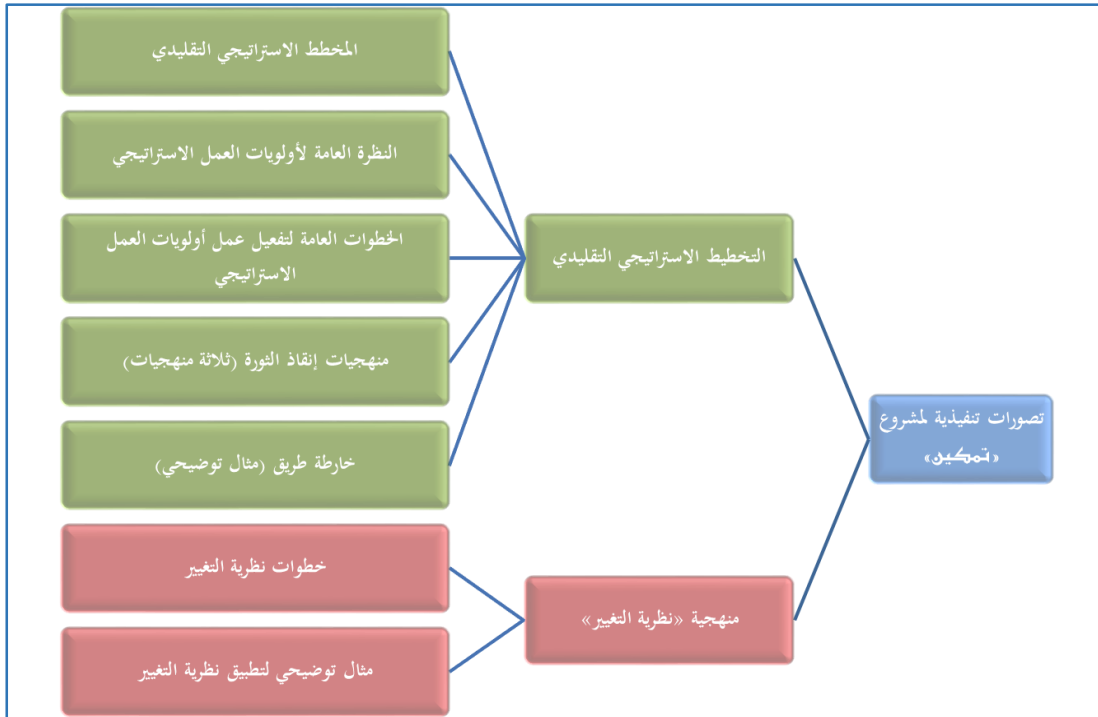 تصورات تنفيذية لمشروع
«تمكين»
التخطيط الاستراتيجي التقليدي
المخطط الاستراتيجي التقليدي
النظرة العامة لأولويات العمل الاستراتيجي
الخطوات العامة لتفعيل عمل أولويات العمل
الاستراتيجي
منهجيات إنقاذ الثورة (ثلاثة منهجيات)
خارطة طريق (مثال توضيحي)
منهجية «نظرية التغيير»
خطوات نظرية التغيير
مثال توضيحي لتطبيق نظرية التغيير